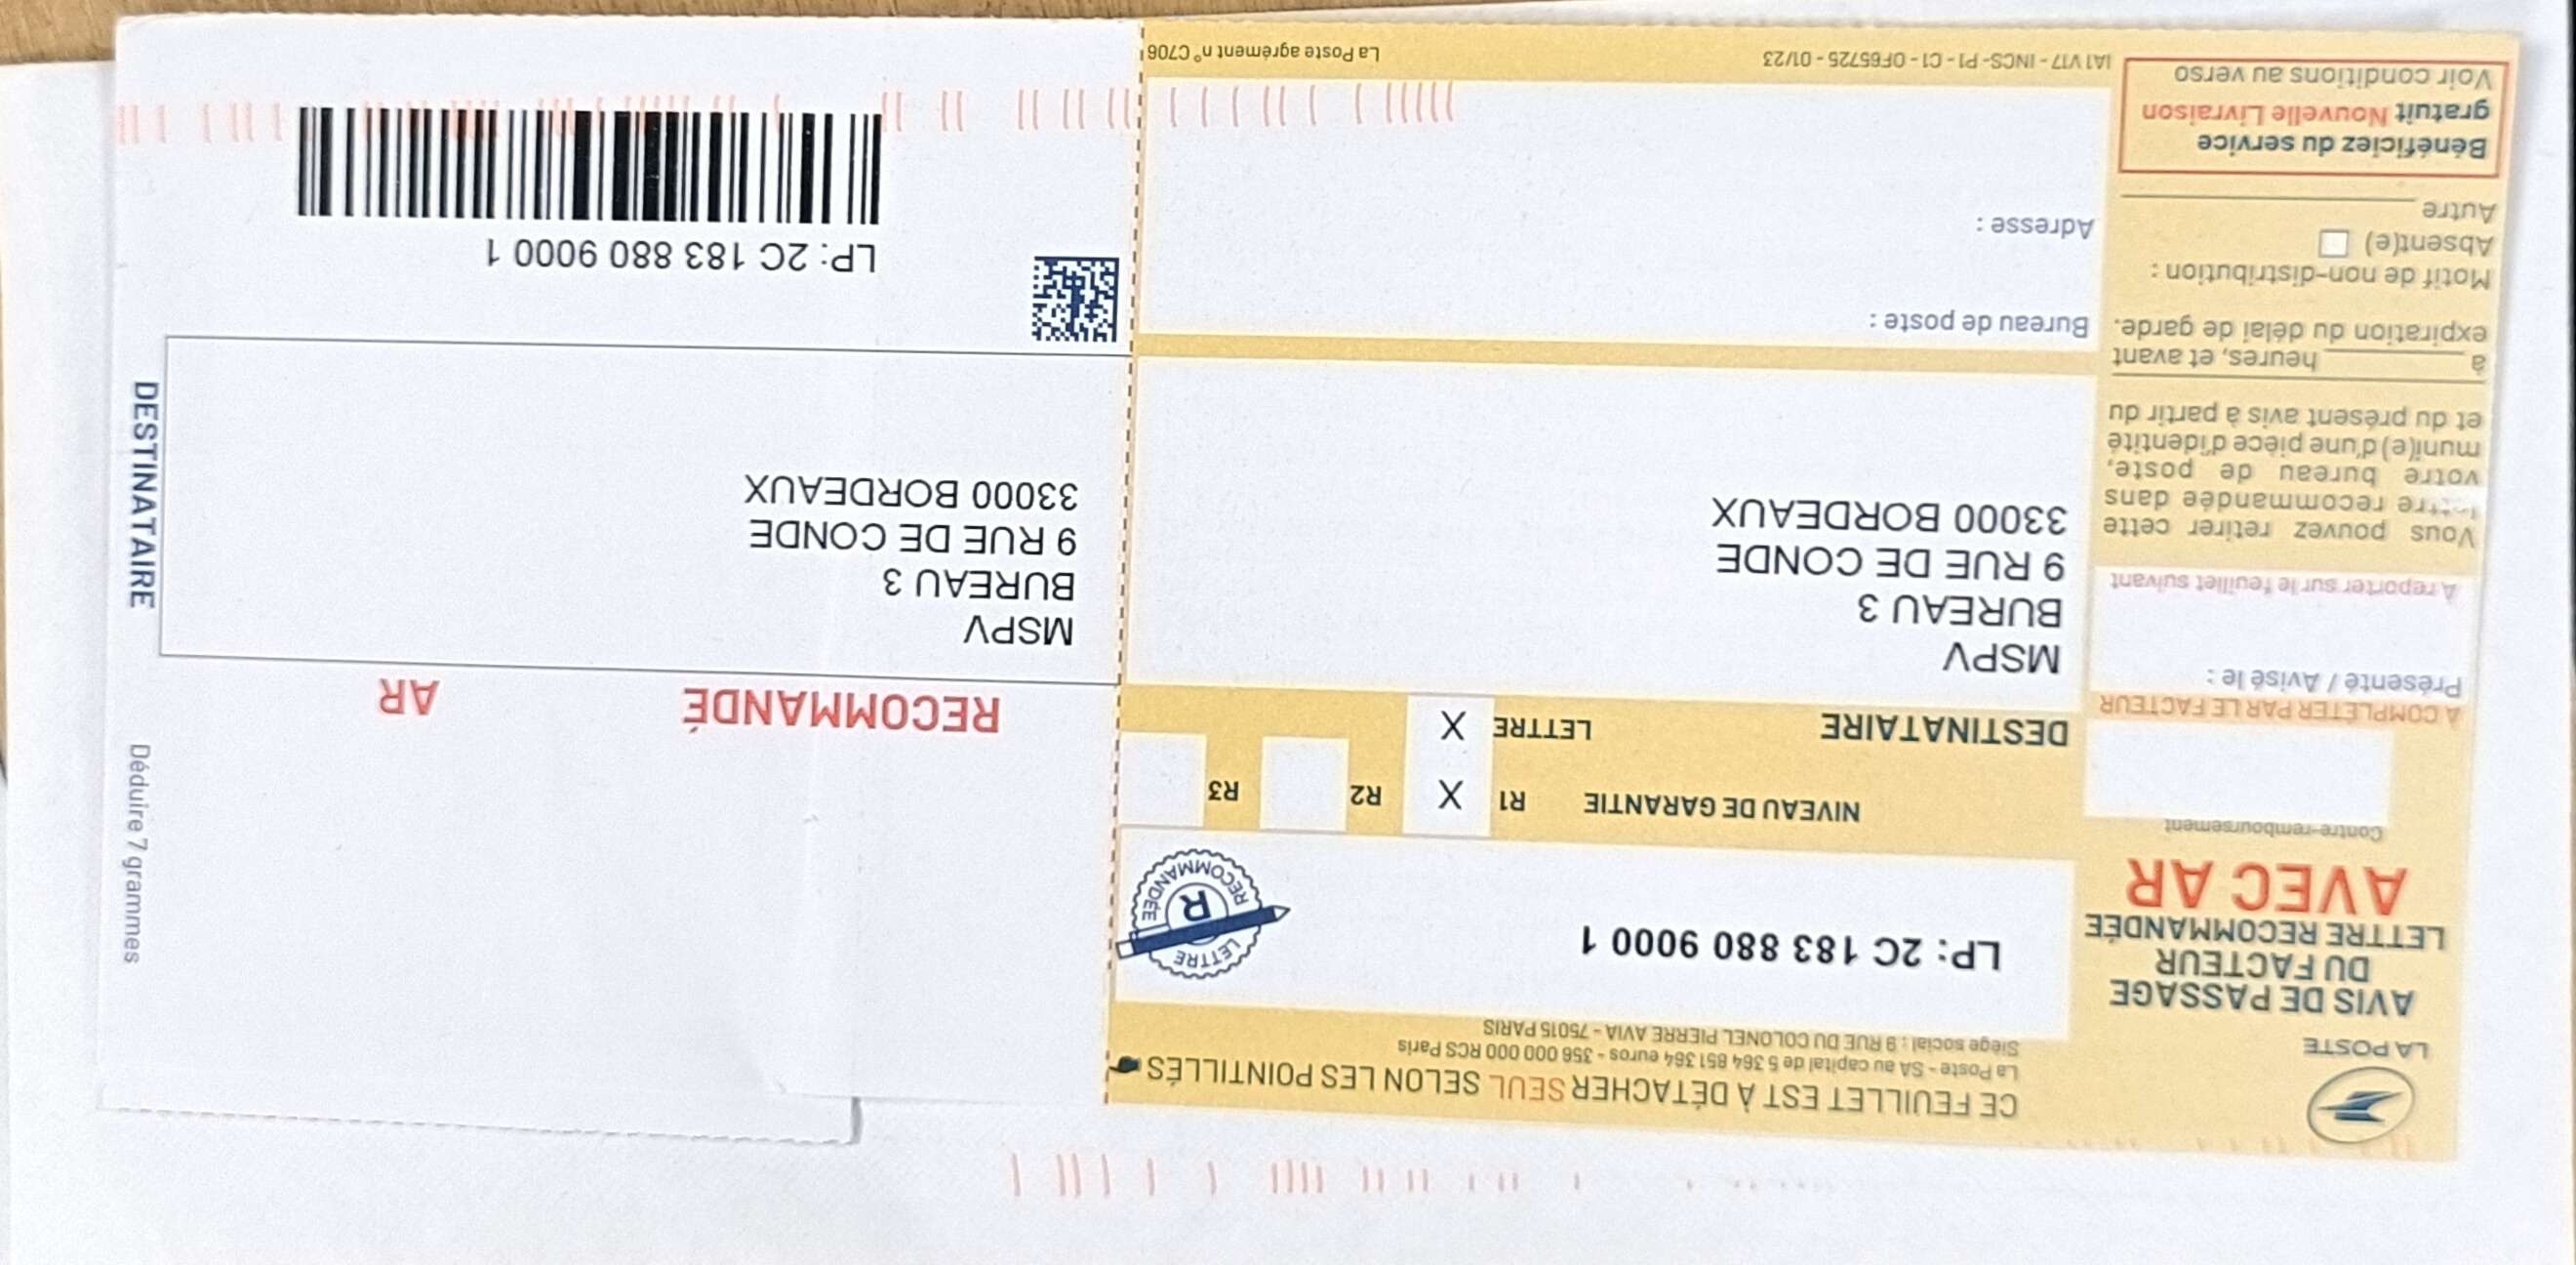 LA POSTE
CE FEUILLET EST À DÉTACHER SEUL SELON LES POINTILLÉS
La Poste - SA au capital de 5 364 851 364 euros - 356 000 000 RCS Paris
Siège social : 9 RUE DU COLONEL PIERRE AVIA - 75015 PARIS
AVIS DE PASSAGE
DU FACTEUR
LETTRE RECOMMANDÉE
AVEC AR
LP: 2C 183 880 9000 1
LETTRE
R
RECOMMANDÉE
Contre-remboursement
NIVEAU DE GARANTIE R1 X R2 R3
DESTINATAIRE LETTRE X
À COMPLÉTER PAR LE FACTEUR
Présenté / Avisé le :
À reporter sur le feuillet suivant
MSPV
BUREAU 3
9 RUE DE CONDE
33000 BORDEAUX
Vous pouvez retirer cette
lettre recommandée dans
votre bureau de poste,
muni(e) d'une pièce d'identité
et du présent avis à partir du
à heures, et avant
expiration du délai de garde.
Motif de non-distribution :
Absent(e)
Autre
Bénéficiez du service
gratuit Nouvelle Livraison
Voir conditions au verso
Bureau de poste :
Adresse :
IA1 V17 - INCS- P1 - C1 - OF65725 - 01/23
La Poste agrément n° C706
Déduire 7 grammes
RECOMMANDÉ AR
MSPV
BUREAU 3
9 RUE DE CONDE
33000 BORDEAUX
DESTINATAIRE
LP: 2C 183 880 9000 1